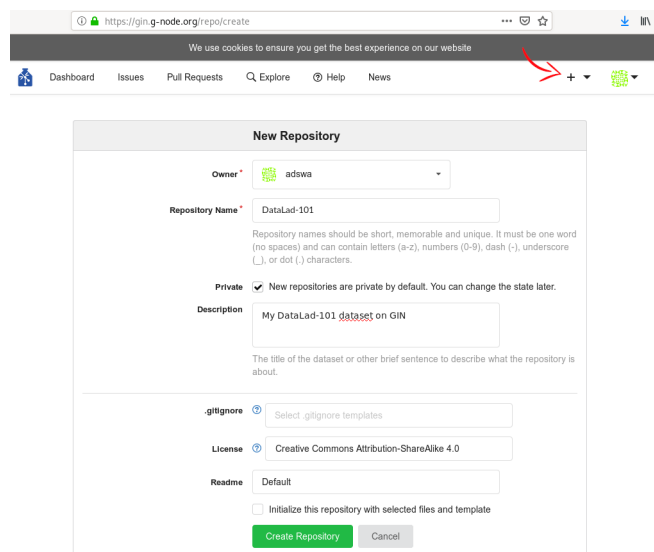 https://gin.g-node.org/repo/create
We use cookies to ensure you get the best experience on our website
Dashboard Issues Pull Requests Explore Help News
New Repository
Owner * adswa
Repository Name * DataLad-101
Repository names should be short, memorable and unique. It must be one word
(no spaces) and can contain letters (a-z), numbers (0-9), dash (-), underscore
(_), or dot (.) characters.
Private New repositories are private by default. You can change the state later.
Description My DataLad-101 dataset on GIN
The title of the dataset or other brief sentence to describe what the repository is
about.
.gitignore Select .gitignore templates
License Creative Commons Attribution-ShareAlike 4.0
Readme Default
Initialize this repository with selected files and template
Create Repository Cancel